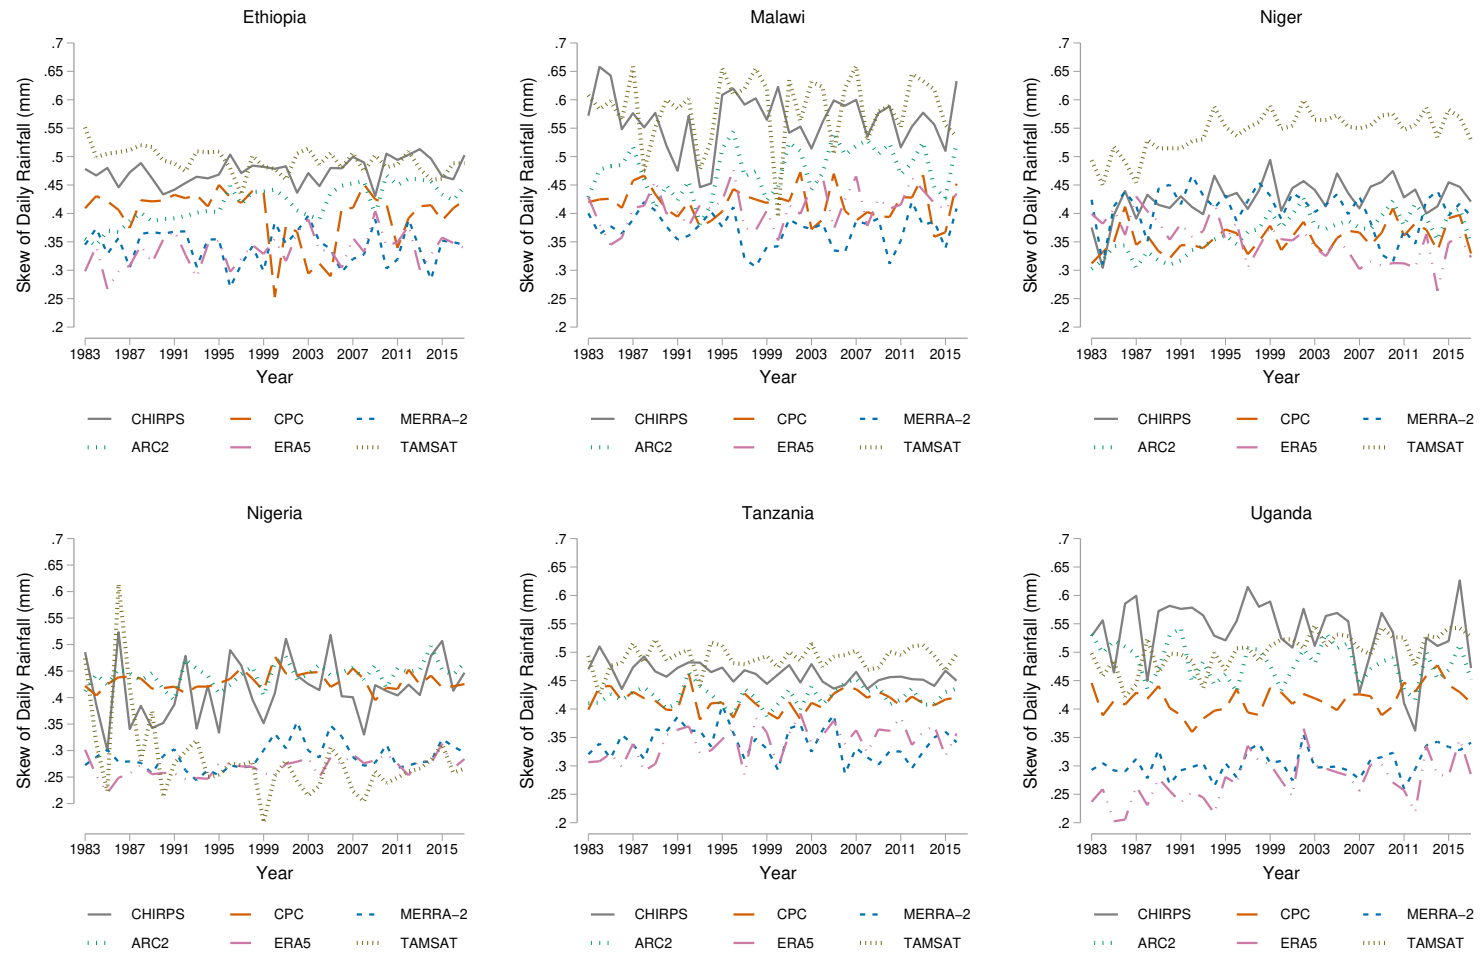 Ethiopia
Skew of Daily Rainfall (mm)
.7
.65
.6
.55
.5
.45
.4
.35
.3
.25
.2
1983 1987 1991 1995 1999 2003 2007 2011 2015
Year
CHIRPS CPC MERRA-2
ARC2 ERA5 TAMSAT
Malawi
Skew of Daily Rainfall (mm)
.7
.65
.6
.55
.5
.45
.4
.35
.3
.25
.2
1983 1987 1991 1995 1999 2003 2007 2011 2015
Year
CHIRPS CPC MERRA-2
ARC2 ERA5 TAMSAT
Niger
Skew of Daily Rainfall (mm)
.7
.65
.6
.55
.5
.45
.4
.35
.3
.25
.2
1983 1987 1991 1995 1999 2003 2007 2011 2015
Year
CHIRPS CPC MERRA-2
ARC2 ERA5 TAMSAT
Nigeria
Skew of Daily Rainfall (mm)
.7
.65
.6
.55
.5
.45
.4
.35
.3
.25
.2
1983 1987 1991 1995 1999 2003 2007 2011 2015
Year
CHIRPS CPC MERRA-2
ARC2 ERA5 TAMSAT
Tanzania
Skew of Daily Rainfall (mm)
.7
.65
.6
.55
.5
.45
.4
.35
.3
.25
.2
1983 1987 1991 1995 1999 2003 2007 2011 2015
Year
CHIRPS CPC MERRA-2
ARC2 ERA5 TAMSAT
Uganda
Skew of Daily Rainfall (mm)
.7
.65
.6
.55
.5
.45
.4
.35
.3
.25
.2
1983 1987 1991 1995 1999 2003 2007 2011 2015
Year
CHIRPS CPC MERRA-2
ARC2 ERA5 TAMSAT